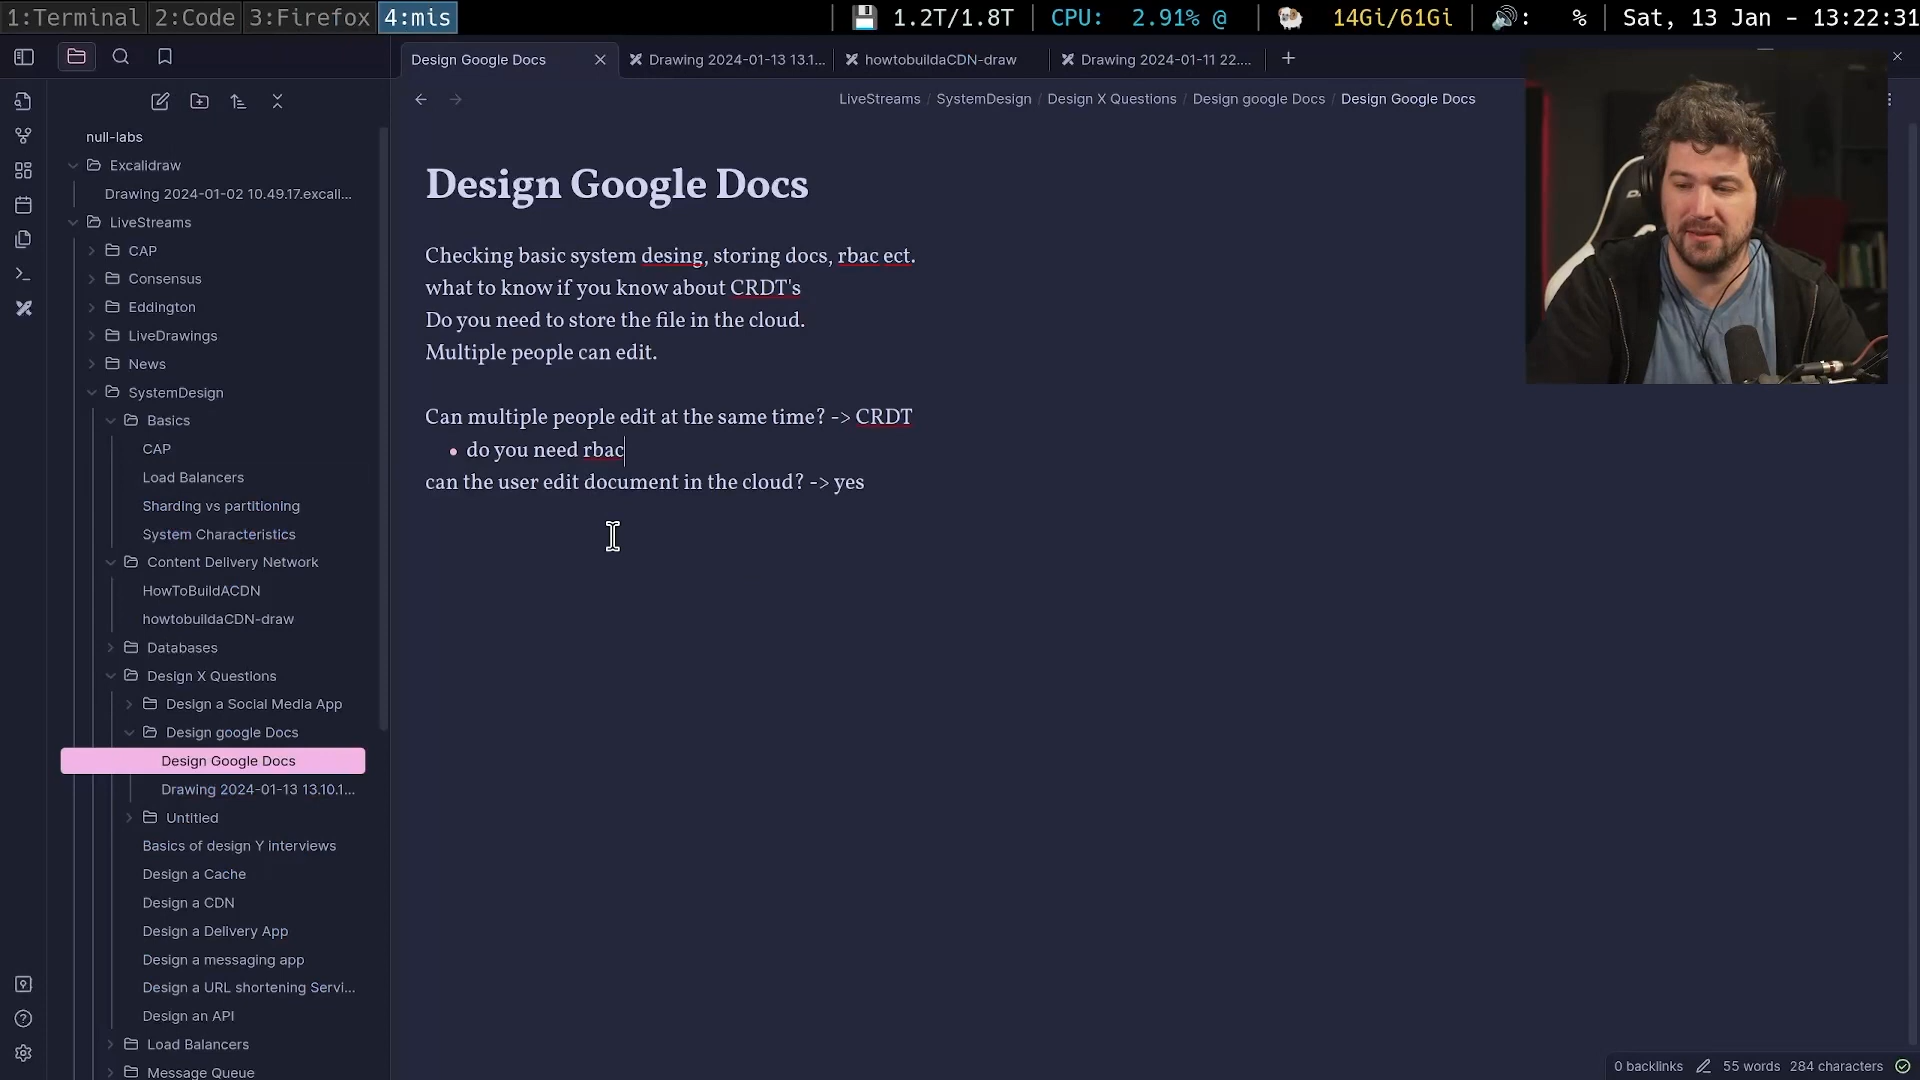 1:Terminal 2:Code 3:Firefox 4:mis 1.2T/1.8T CPU: 2.91% @ 14Gi/61Gi : % Sat, 13 Jan - 13:22:31
Design Google Docs Drawing 2024-01-13 13.1... howtobuildaCDN-draw Drawing 2024-01-11 22....
LiveStreams / SystemDesign / Design X Questions / Design google Docs / Design Google Docs
null-labs
Excalidraw
Drawing 2024-01-02 10.49.17.excali...
LiveStreams
CAP
Consensus
Eddington
LiveDrawings
News
SystemDesign
Basics
CAP
Load Balancers
Sharding vs partitioning
System Characteristics
Content Delivery Network
HowToBuildACDN
howtobuildaCDN-draw
Databases
Design X Questions
Design a Social Media App
Design google Docs
Design Google Docs
Drawing 2024-01-13 13.10.1...
Untitled
Basics of design Y interviews
Design a Cache
Design a CDN
Design a Delivery App
Design a messaging app
Design a URL shortening Servi...
Design an API
Load Balancers
Message Queue
Design Google Docs
Checking basic system desing, storing docs, rbac ect.
what to know if you know about CRDT's
Do you need to store the file in the cloud.
Multiple people can edit.
Can multiple people edit at the same time? -> CRDT
• do you need rbac
can the user edit document in the cloud? -> yes
0 backlinks 55 words 284 characters